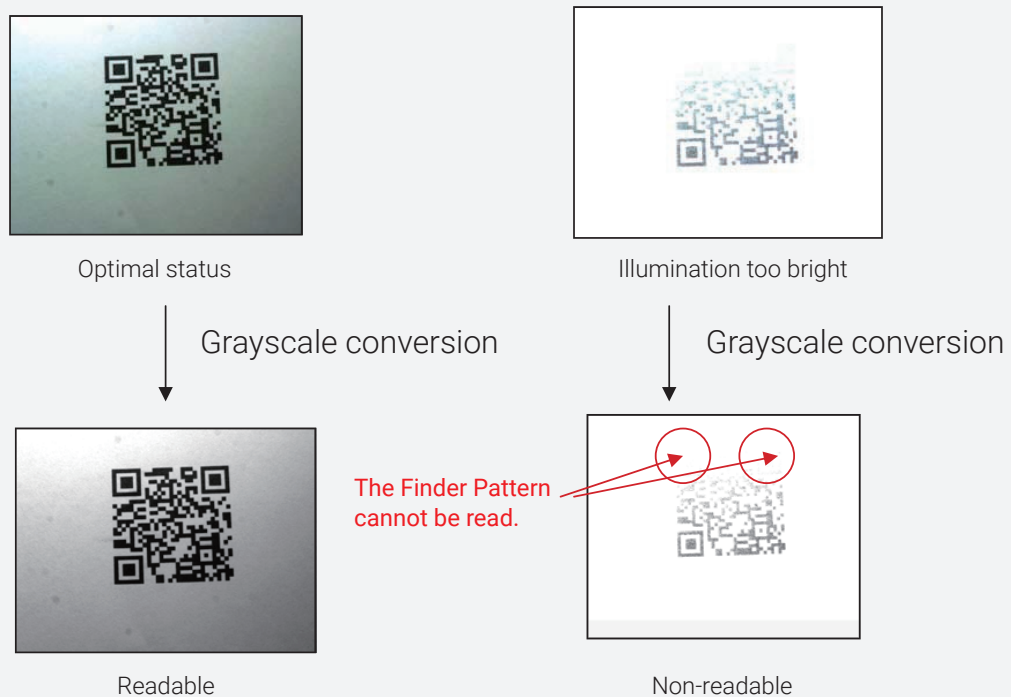 Optimal status
Illumination too bright
Grayscale conversion
Grayscale conversion
The Finder Pattern
cannot be read.
Readable
Non-readable